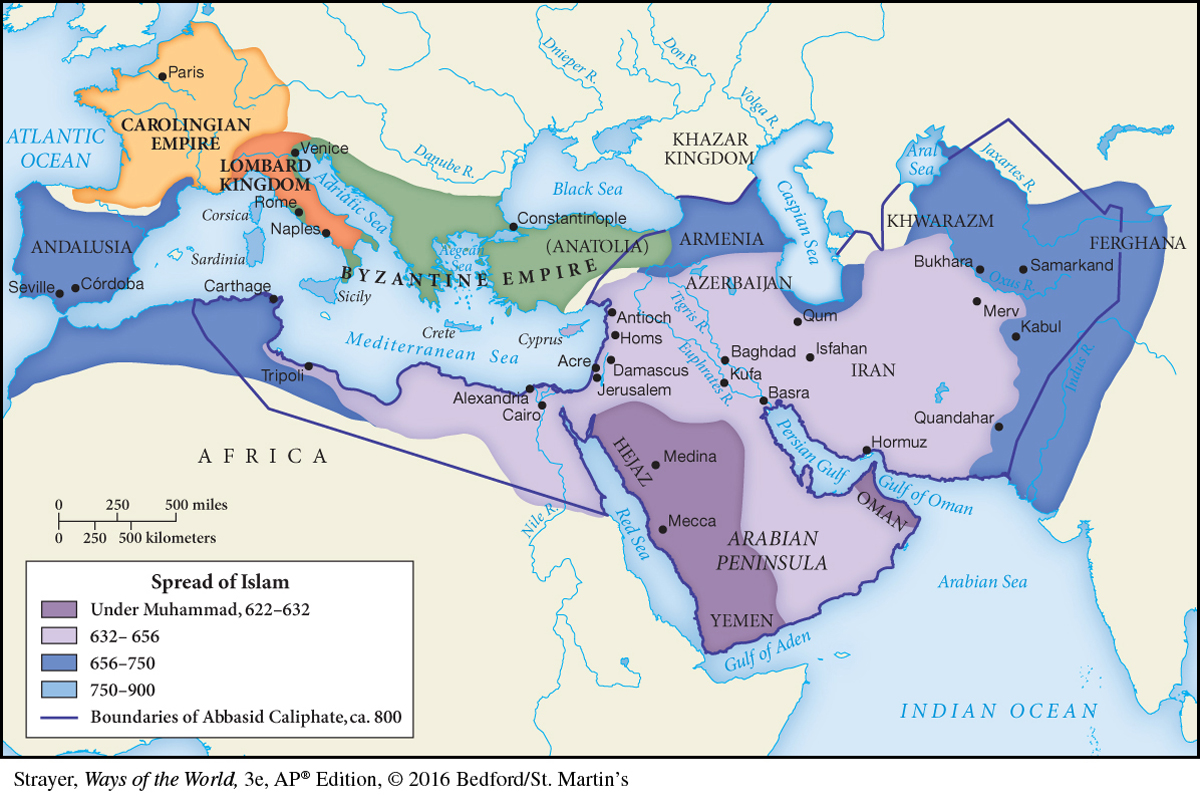 Dnieper R.
Don R.
Volga R.
Paris
ATLANTIC
OCEAN
CAROLINGIAN
EMPIRE
KHAZAR
KINGDOM
Aral
Sea
Jaxartes R.
Venice
LOMBARD
KINGDOM
Danube R.
Adriatic Sea
Black Sea
Caspian Sea
Rome
Corsica
Naples
Constantinople
KHWARAZM
ANDALUSIA
(ANATOLIA)
ARMENIA
FERGHANA
Aegean
Sea
Sardinia
BYZANTINE EMPIRE
Bukhara
Samarkand
Seville
Córdoba
Carthage
Sicily
AZERBAIJAN
Oxus R.
Tigris R.
Merv
Antioch
Qum
Crete
Cyprus
Homs
Kabul
Mediterranean Sea
Euphrates R.
Baghdad
Isfahan
Indus R.
Acre
Damascus
Kufa
IRAN
Tripoli
Jerusalem
Basra
Alexandria
Cairo
Quandahar
Persian Gulf
Hormuz
AFRICA
HEJAZ
Medina
Gulf of Oman
OMAN
Nile R.
Red Sea
Mecca
ARABIAN
PENINSULA
Arabian Sea
YEMEN
Gulf of Aden
INDIAN OCEAN
0 250 500 miles
0 250 500 kilometers
Spread of Islam
Under Muhammad, 622–632
632– 656
656–750
750–900
Boundaries of Abbasid Caliphate, ca. 800
Strayer, Ways of the World, 3e, AP® Edition, © 2016 Bedford/St. Martin’s